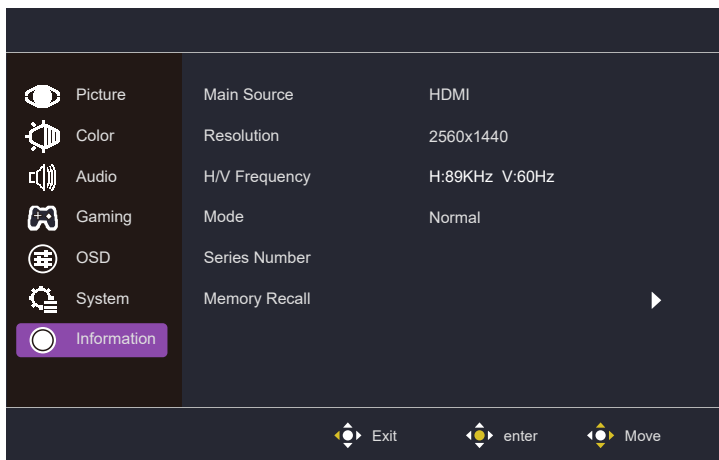 Picture Main Source HDMI
Color Resolution 2560x1440
Audio H/V Frequency H:89KHz V:60Hz
Gaming Mode Normal
OSD Series Number
System Memory Recall
Information
Exit enter Move